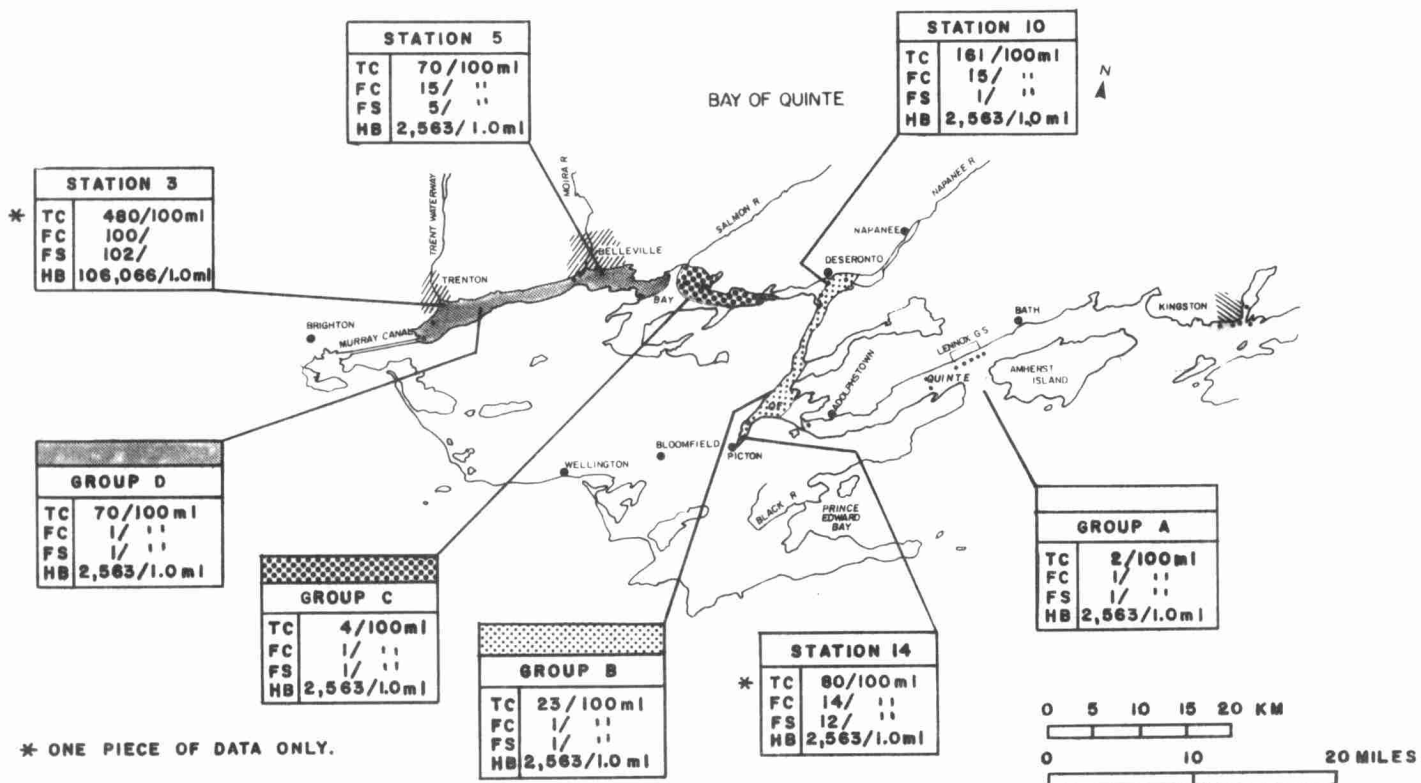 STATION 5
TC 70/100ml
FC 15/ "
FS 5/ "
HB 2,563/1.0ml
STATION 10
TC 161/100ml
FC 15/ "
FS 1/ "
HB 2,563/1.0ml
BAY OF QUINTE
N
STATION 3
* TC 480/100ml
FC 100/
FS 102/
HB 106,066/1.0ml
TRENT WATERWAY
MOIRA R
SALMON R
NAPANEE R
NAPANEE
BELLEVILLE
DESERONTO
TRENTON
BAY
BATH
KINGSTON
BRIGHTON
MURRAY CANAL
LENNOX G S
AMHERST
ISLAND
QUINTE
ADOLPHSTOWN
OF
BLOOMFIELD
PICTON
WELLINGTON
BLACK R
PRINCE
EDWARD
BAY
GROUP D
TC 70/100ml
FC 1/ "
FS 1/ "
HB 2,563/1.0ml
GROUP C
TC 4/100ml
FC 1/ "
FS 1/ "
HB 2,563/1.0ml
GROUP B
TC 23/100ml
FC 1/ "
FS 1/ "
HB 2,563/1.0ml
STATION 14
* TC 80/100ml
FC 14/ "
FS 12/ "
HB 2,563/1.0ml
GROUP A
TC 2/100ml
FC 1/ "
FS 1/ "
HB 2,563/1.0ml
* ONE PIECE OF DATA ONLY.
0 5 10 15 20 KM
0 10 20 MILES